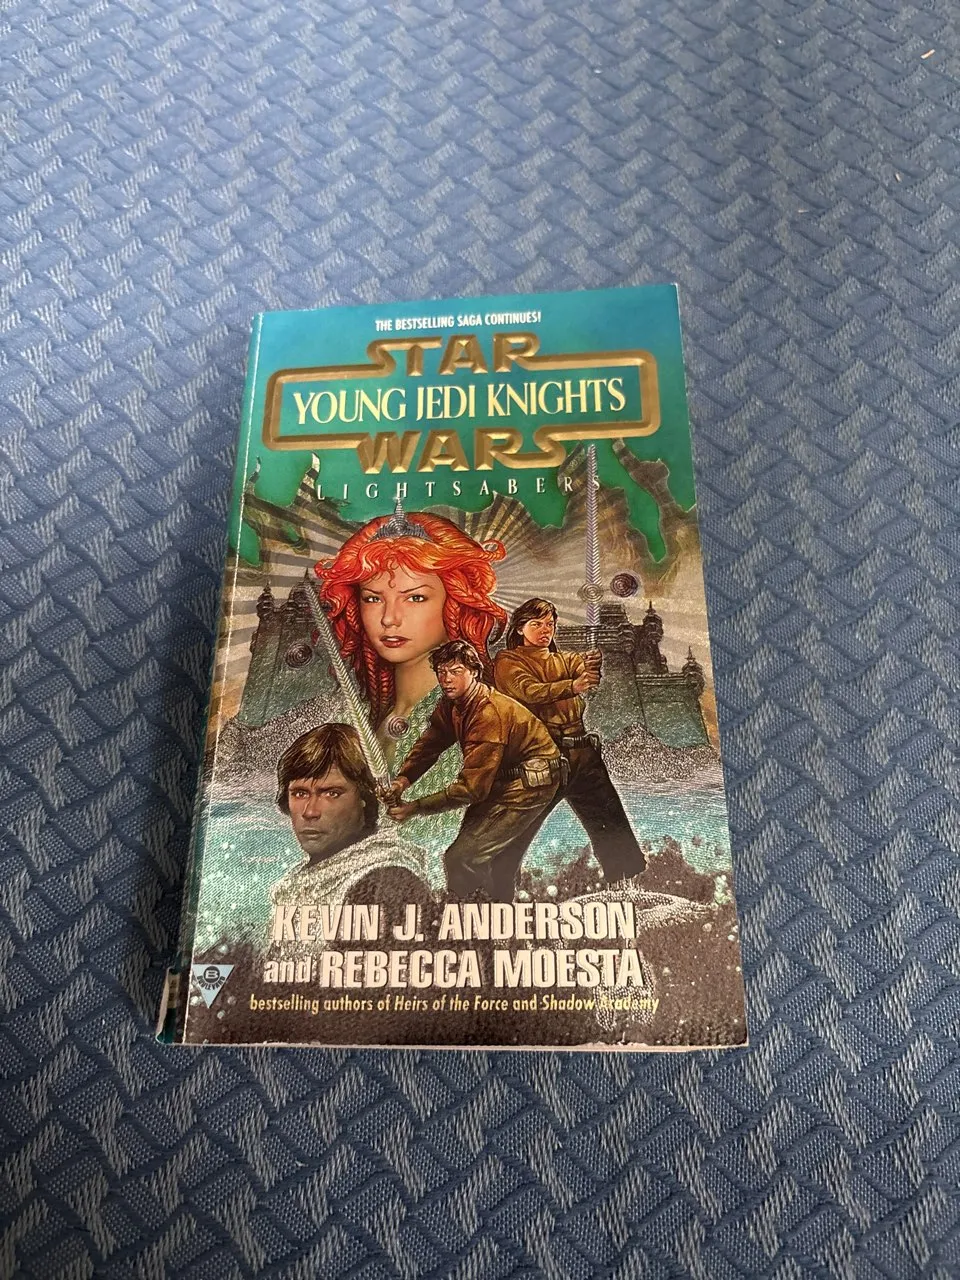 THE BESTSELLING SAGA CONTINUES!
STAR
YOUNG JEDI KNIGHTS
WARS
LIGHTSABERS
KEVIN J. ANDERSON
and REBECCA MOESTA
B
BOULEVARD
bestselling authors of Heirs of the Force and Shadow Academy